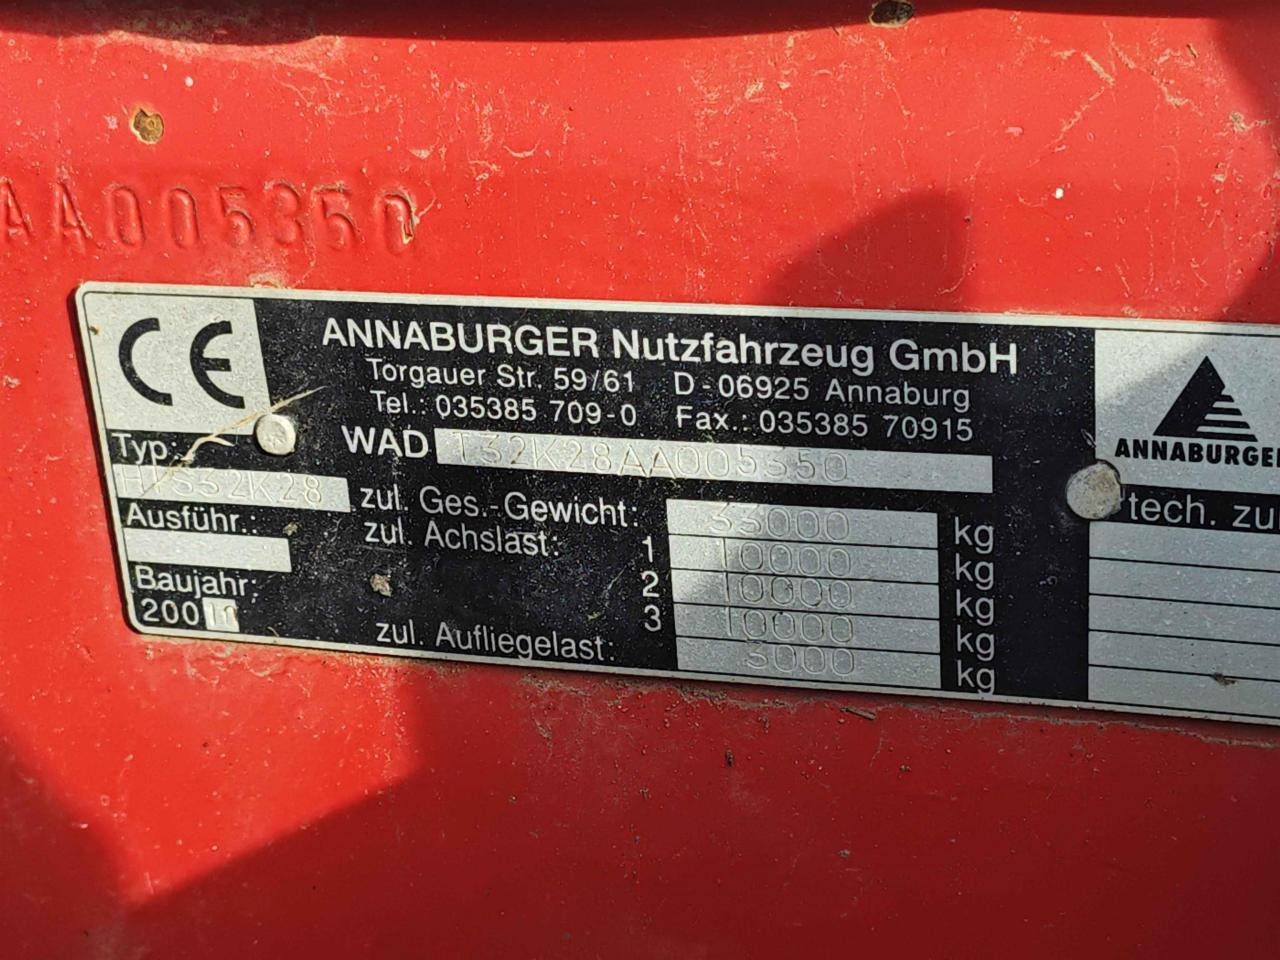 AA005350
CE
ANNABURGER Nutzfahrzeug GmbH
Torgauer Str. 59/61 D-06925 Annaburg
Tel.: 035385 709-0 Fax.: 035385 70915
ANNABURGER
Typ:
WAD T32K28AA005350
HTS32K28
zul. Ges.-Gewicht: 33000 kg
tech. zu
Ausführ.:
zul. Achslast: 1 10000 kg
2 10000 kg
Baujahr:
3 10000 kg
200
zul. Aufliegelast: 3000 kg